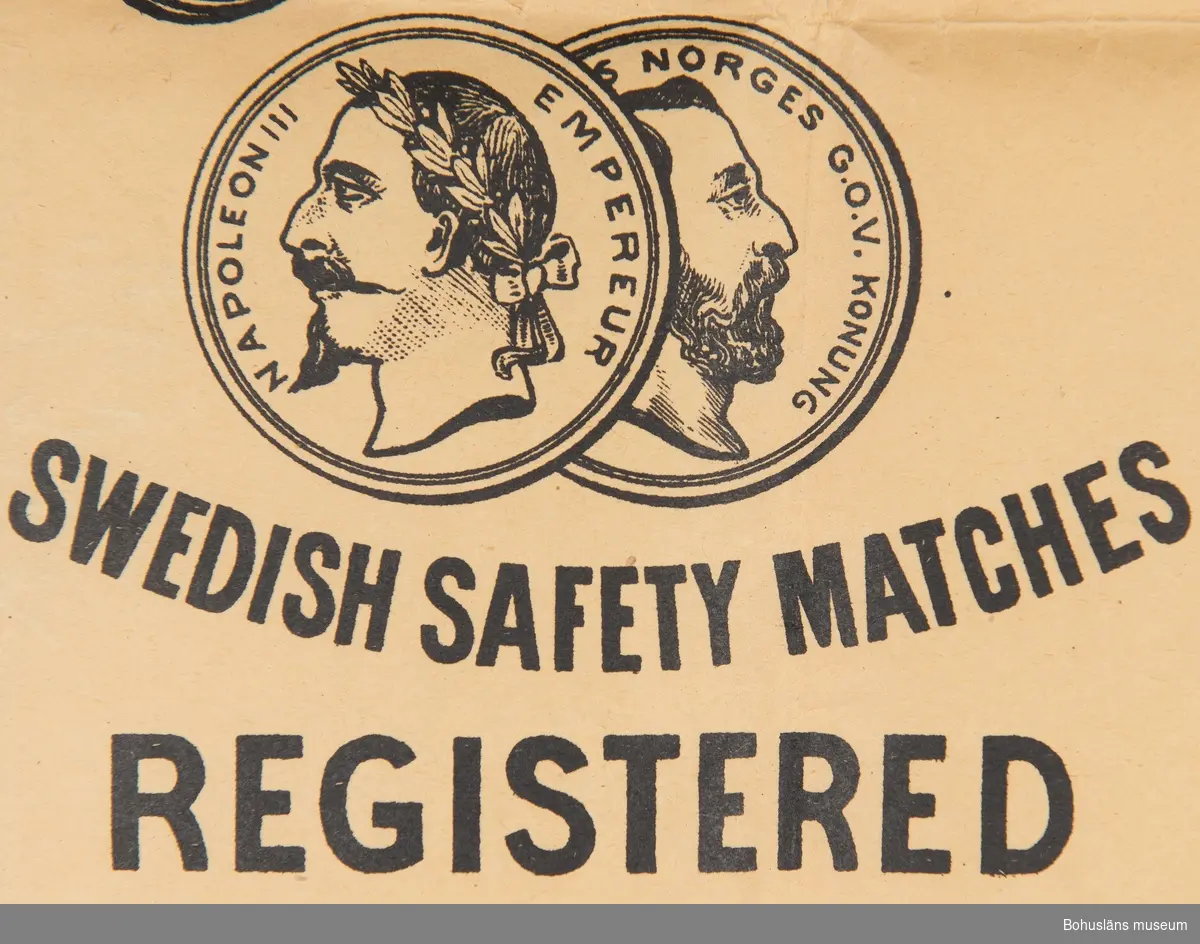 NAPOLEON III EMPEREUR
S NORGES G.O.V. KONUNG
SWEDISH SAFETY MATCHES
REGISTERED
Bohusläns museum